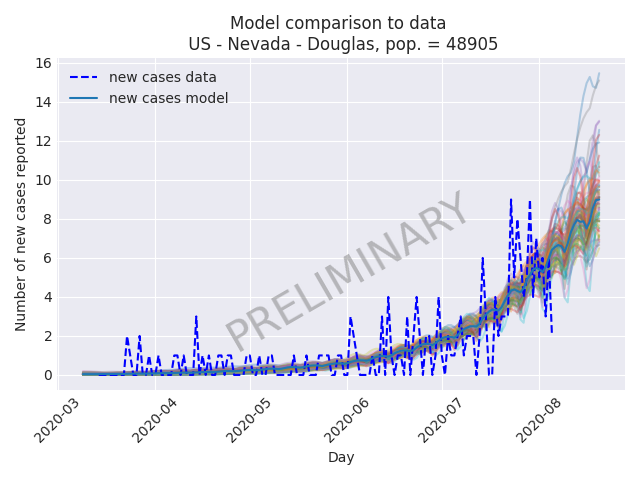 Model comparison to data
US - Nevada - Douglas, pop. = 48905
16
14
12
10
8
6
4
2
0
Number of new cases reported
new cases data
new cases model
PRELIMINARY
2020-03
2020-04
2020-05
2020-06
2020-07
2020-08
Day